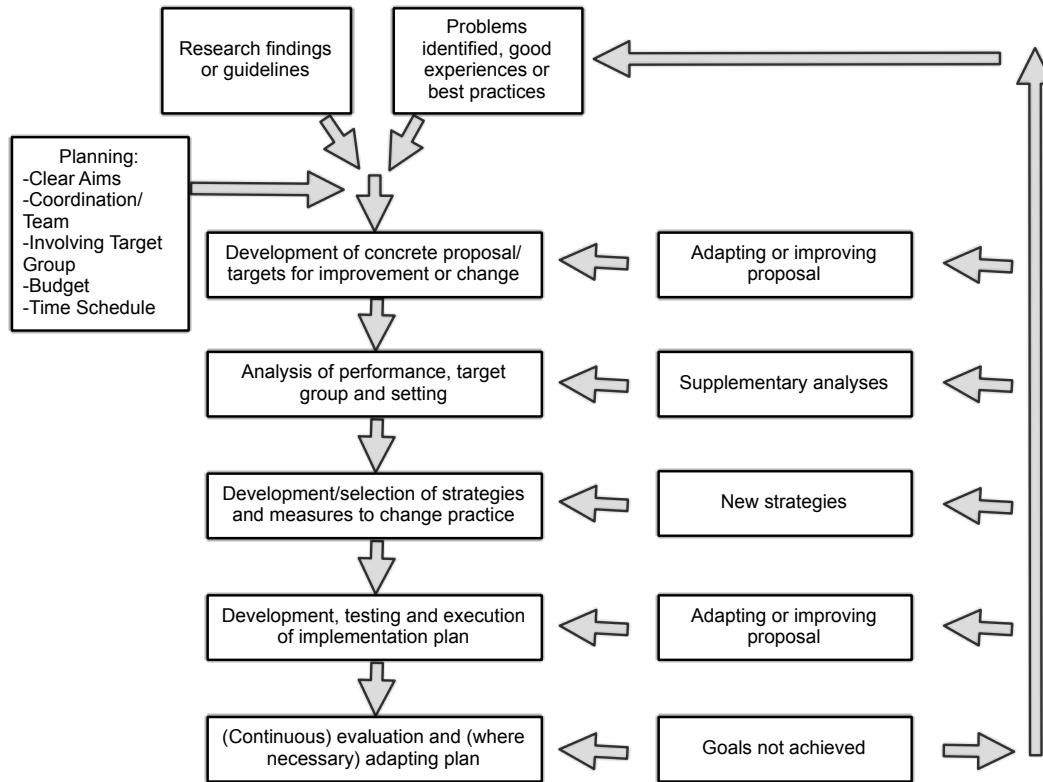 Research findings
or guidelines
Problems
identified, good
experiences or
best practices
Planning:
-Clear Aims
-Coordination/
Team
-Involving Target
Group
-Budget
-Time Schedule
Development of concrete proposal/
targets for improvement or change
Adapting or improving
proposal
Analysis of performance, target
group and setting
Supplementary analyses
Development/selection of strategies
and measures to change practice
New strategies
Development, testing and execution
of implementation plan
Adapting or improving
proposal
(Continuous) evaluation and (where
necessary) adapting plan
Goals not achieved